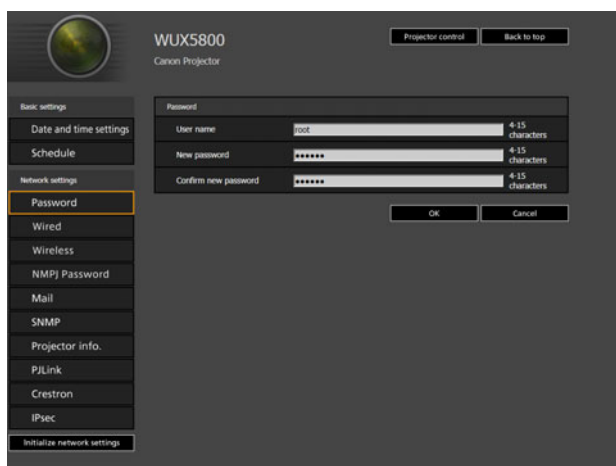 WUX5800
Canon Projector
Projector control
Back to top
Basic settings
Date and time settings
Schedule
Network settings
Password
Wired
Wireless
NMPJ Password
Mail
SNMP
Projector info.
PJLink
Crestron
IPsec
Initialize network settings
Password
User name
root
4-15
characters
New password
••••••
4-15
characters
Confirm new password
••••••
4-15
characters
OK
Cancel